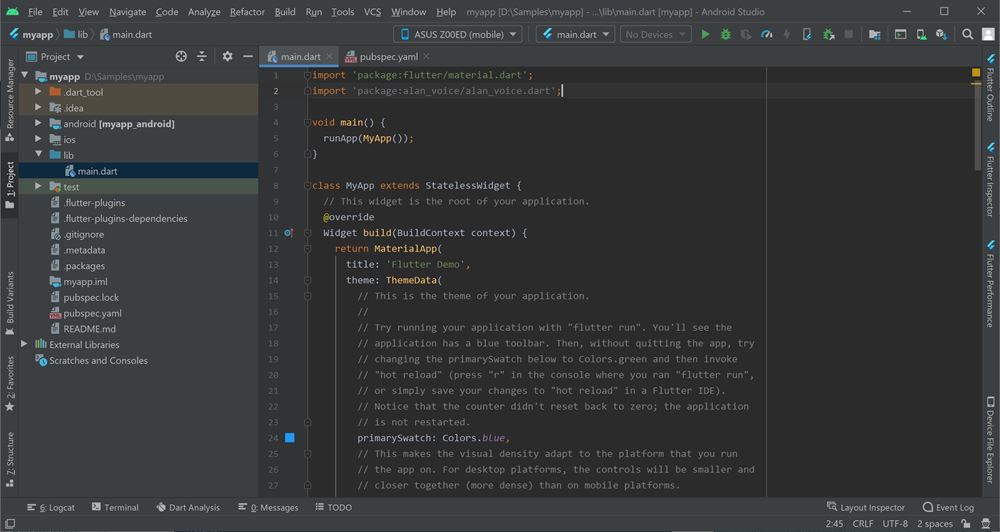 File Edit View Navigate Code Analyze Refactor Build Run Tools VCS Window Help myapp [D:\Samples\myapp] - ...\lib\main.dart [myapp] - Android Studio
myapp lib main.dart ASUS Z00ED (mobile) main.dart No Devices
Resource Manager
1: Project
Build Variants
2: Favorites
7: Structure
Project
myapp D:\Samples\myapp
.dart_tool
.idea
android [myapp_android]
ios
lib
main.dart
test
.flutter-plugins
.flutter-plugins-dependencies
.gitignore
.metadata
.packages
myapp.iml
pubspec.lock
pubspec.yaml
README.md
External Libraries
Scratches and Consoles
main.dart pubspec.yaml
1 import 'package:flutter/material.dart';
2 import 'package:alan_voice/alan_voice.dart';
3
4 void main() {
5 runApp(MyApp());
6 }
7
8 class MyApp extends StatelessWidget {
9 // This widget is the root of your application.
10 @override
11 Widget build(BuildContext context) {
12 return MaterialApp(
13 title: 'Flutter Demo',
14 theme: ThemeData(
15 // This is the theme of your application.
16 //
17 // Try running your application with "flutter run". You'll see the
18 // application has a blue toolbar. Then, without quitting the app, try
19 // changing the primarySwatch below to Colors.green and then invoke
20 // "hot reload" (press "r" in the console where you ran "flutter run",
21 // or simply save your changes to "hot reload" in a Flutter IDE).
22 // Notice that the counter didn't reset back to zero; the application
23 // is not restarted.
24 primarySwatch: Colors.blue,
25 // This makes the visual density adapt to the platform that you run
26 // the app on. For desktop platforms, the controls will be smaller and
27 // closer together (more dense) than on mobile platforms.
Flutter Outline
Flutter Inspector
Flutter Performance
Device File Explorer
6: Logcat Terminal Dart Analysis 0: Messages TODO Layout Inspector Event Log
2:45 CRLF UTF-8 2 spaces